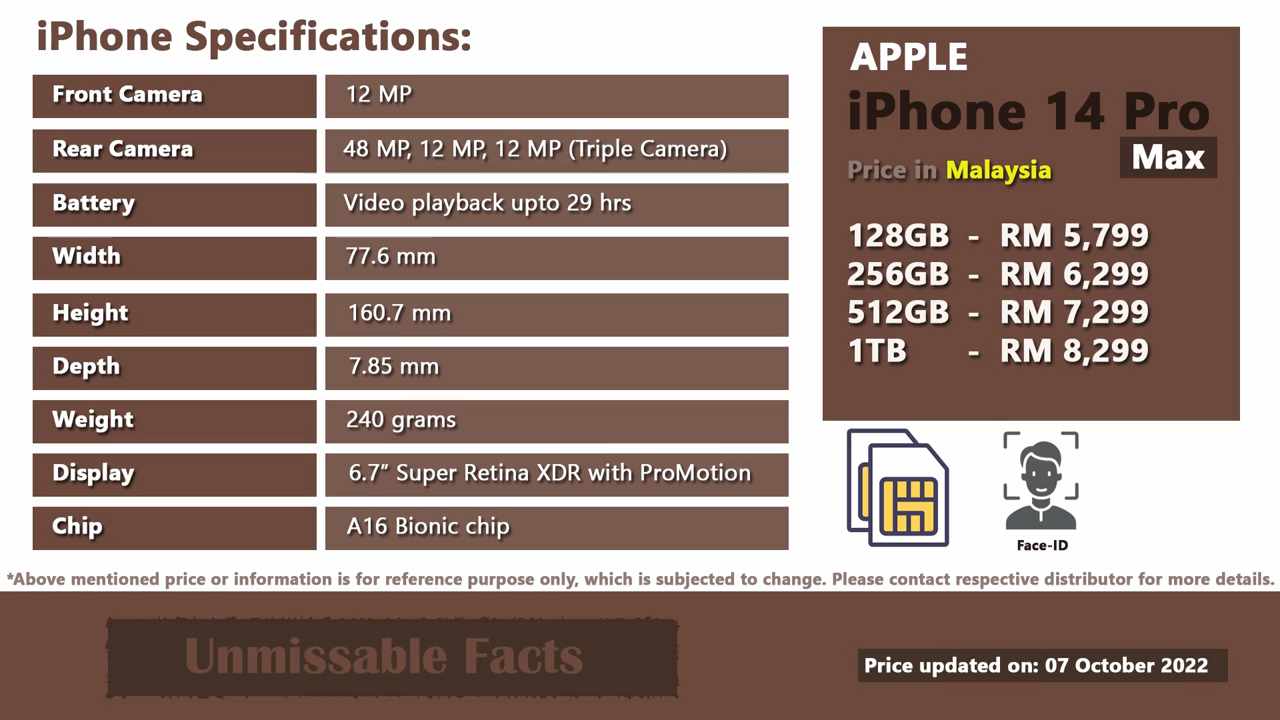 iPhone Specifications:
Front Camera 12 MP
Rear Camera 48 MP, 12 MP, 12 MP (Triple Camera)
Battery Video playback upto 29 hrs
Width 77.6 mm
Height 160.7 mm
Depth 7.85 mm
Weight 240 grams
Display 6.7” Super Retina XDR with ProMotion
Chip A16 Bionic chip
APPLE
iPhone 14 Pro
Max
Price in Malaysia
128GB - RM 5,799
256GB - RM 6,299
512GB - RM 7,299
1TB - RM 8,299
Face-ID
*Above mentioned price or information is for reference purpose only, which is subjected to change. Please contact respective distributor for more details.
Unmissable Facts
Price updated on: 07 October 2022